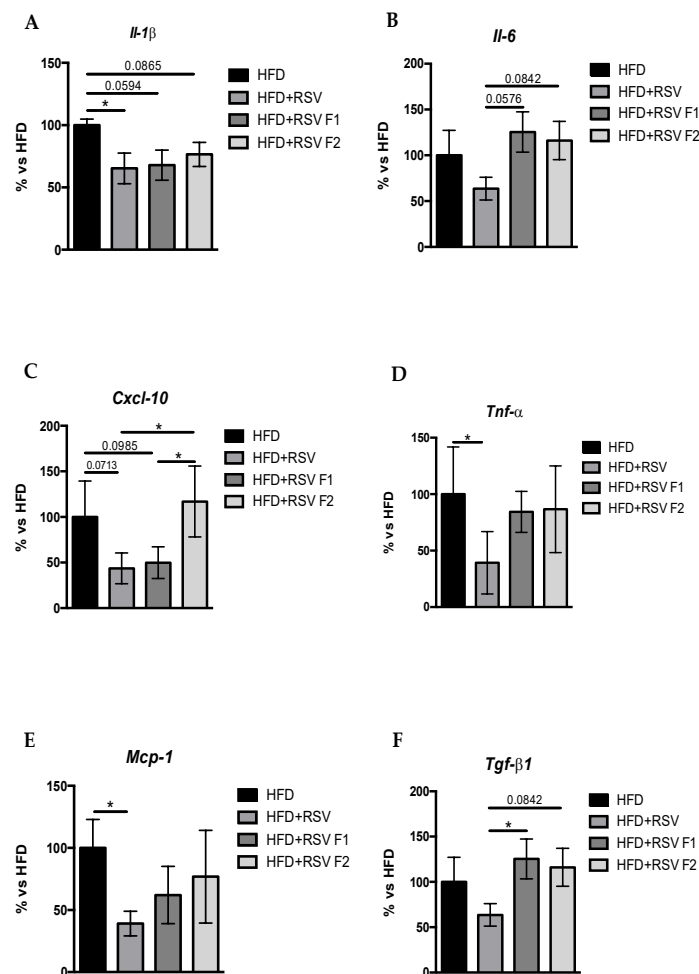 A
Il-1β
0.0865
0.0594
*
% vs HFD
150
100
50
0
HFD
HFD+RSV
HFD+RSV F1
HFD+RSV F2
B
Il-6
0.0842
0.0576
% vs HFD
200
150
100
50
0
HFD
HFD+RSV
HFD+RSV F1
HFD+RSV F2
C
Cxcl-10
*
0.0985
0.0713
*
% vs HFD
200
150
100
50
0
HFD
HFD+RSV
HFD+RSV F1
HFD+RSV F2
D
Tnf-α
*
% vs HFD
150
100
50
0
HFD
HFD+RSV
HFD+RSV F1
HFD+RSV F2
E
Mcp-1
*
% vs HFD
150
100
50
0
HFD
HFD+RSV
HFD+RSV F1
HFD+RSV F2
F
Tgf-β1
0.0842
*
% vs HFD
200
150
100
50
0
HFD
HFD+RSV
HFD+RSV F1
HFD+RSV F2